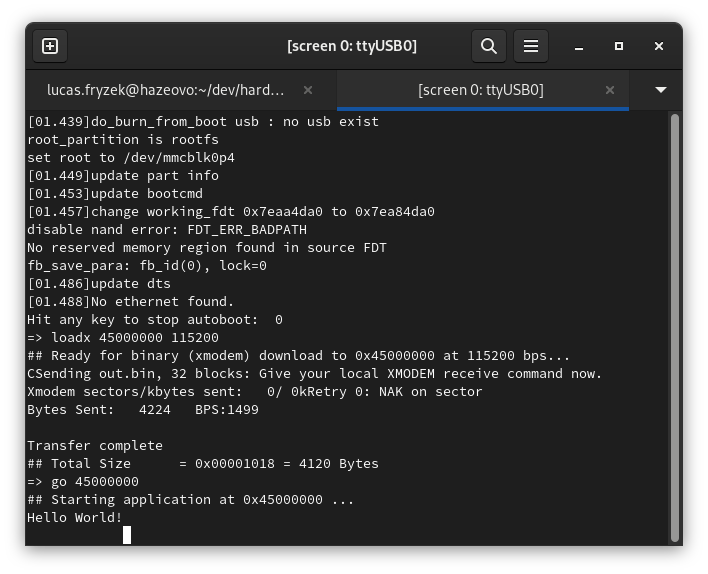 [screen 0: ttyUSB0]
lucas.fryzek@hazeovo:~/dev/hard…
[screen 0: ttyUSB0]
[01.439]do_burn_from_boot usb : no usb exist
root_partition is rootfs
set root to /dev/mmcblk0p4
[01.449]update part info
[01.453]update bootcmd
[01.457]change working_fdt 0x7eaa4da0 to 0x7ea84da0
disable nand error: FDT_ERR_BADPATH
No reserved memory region found in source FDT
fb_save_para: fb_id(0), lock=0
[01.486]update dts
[01.488]No ethernet found.
Hit any key to stop autoboot:  0
=> loadx 45000000 115200
## Ready for binary (xmodem) download to 0x45000000 at 115200 bps...
CSending out.bin, 32 blocks: Give your local XMODEM receive command now.
Xmodem sectors/kbytes sent:   0/ 0kRetry 0: NAK on sector
Bytes Sent:   4224   BPS:1499
Transfer complete
## Total Size      = 0x00001018 = 4120 Bytes
=> go 45000000
## Starting application at 0x45000000 ...
Hello World!